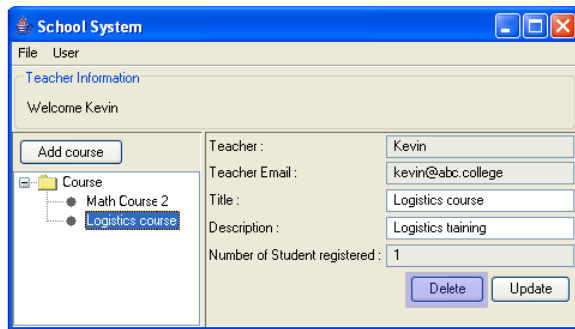 School System
File User
Teacher Information
Welcome Kevin
Add course
Course
Math Course 2
Logistics course
Teacher : Kevin
Teacher Email : kevin@abc.college
Title : Logistics course
Description : Logistics training
Number of Student registered : 1
Delete Update